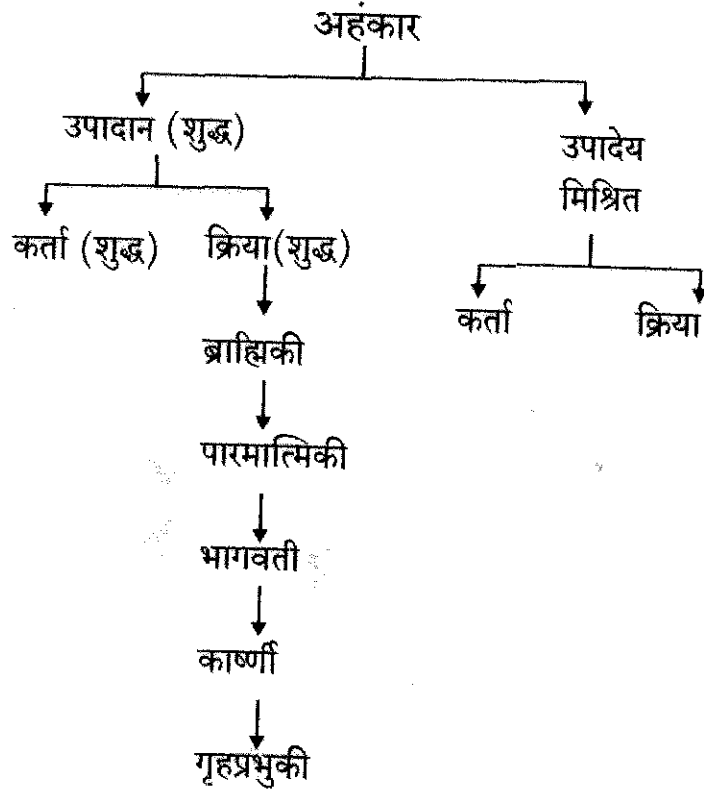 अहंकार
उपादान (शुद्ध)
उपादेय
मिश्रित
कर्ता (शुद्ध)
क्रिया(शुद्ध)
कर्ता
क्रिया
ब्राह्मिकी
पारमात्मिकी
भागवती
कार्ष्णी
गृहप्रभुकी